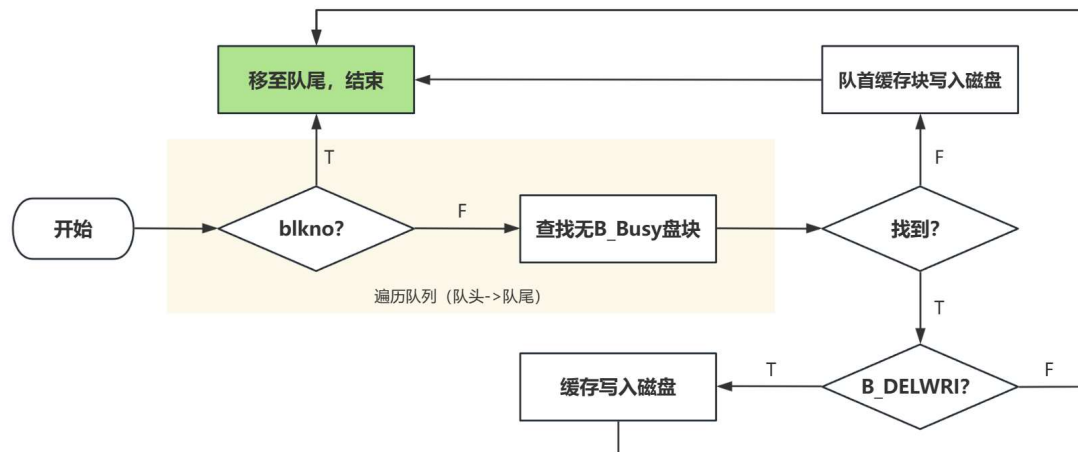 移至队尾，结束
队首缓存块写入磁盘
T
F
开始
blkno?
F
查找无B_Busy盘块
找到?
遍历队列（队头->队尾）
T
缓存写入磁盘
T
B_DELWRI?
F